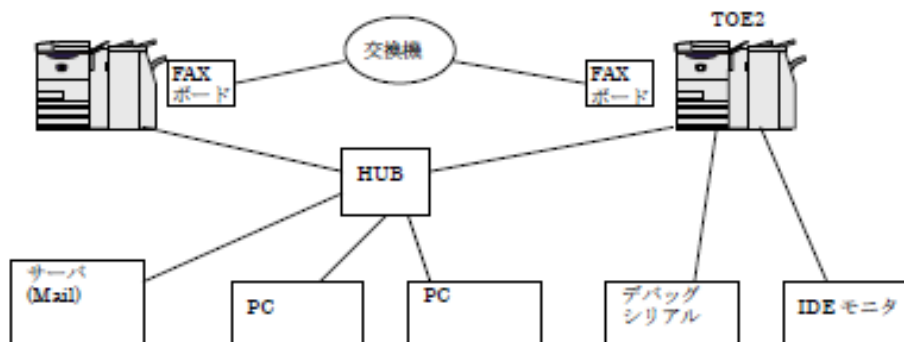 TOE2
交換機
FAX
ボード
FAX
ボード
HUB
サーバ
(Mail)
PC
PC
デバッグ
シリアル
IDE モニタ